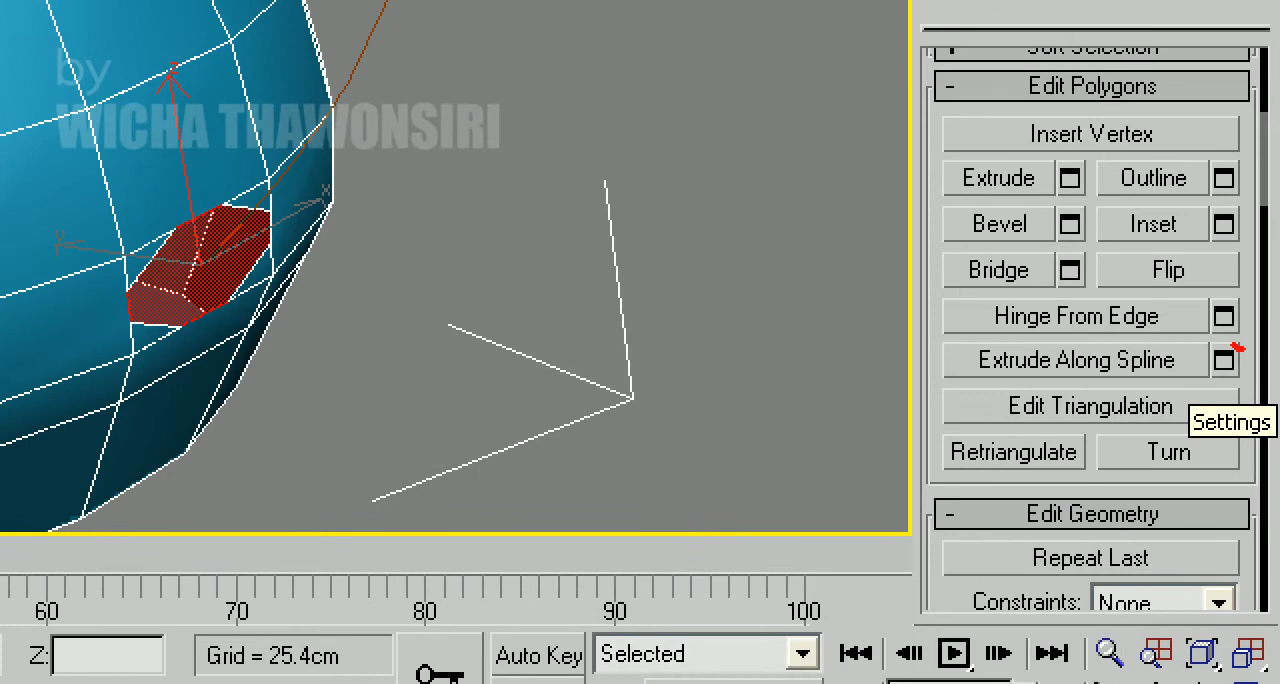 by
WICHA THAWONSIRI
z
x
y
Soft Selection
- Edit Polygons
Insert Vertex
Extrude Outline
Bevel Inset
Bridge Flip
Hinge From Edge
Extrude Along Spline
Edit Triangulation
Settings
Retriangulate Turn
- Edit Geometry
Repeat Last
Constraints: None
60 70 80 90 100
Z: Grid = 25.4cm Auto Key Selected